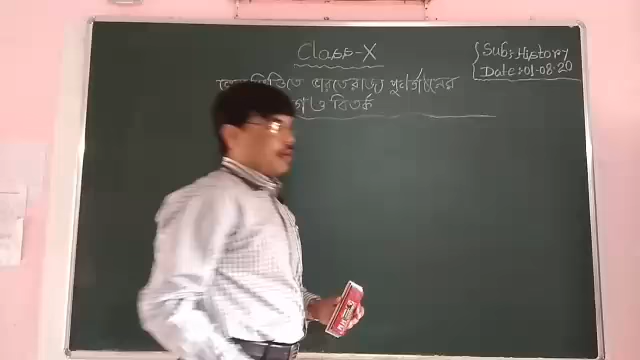 Class-X
Sub: History
Date: 01-08-20
ভিত্তিতে ভারতে রাজ্য পুনর্গঠনের
ও বিতর্ক